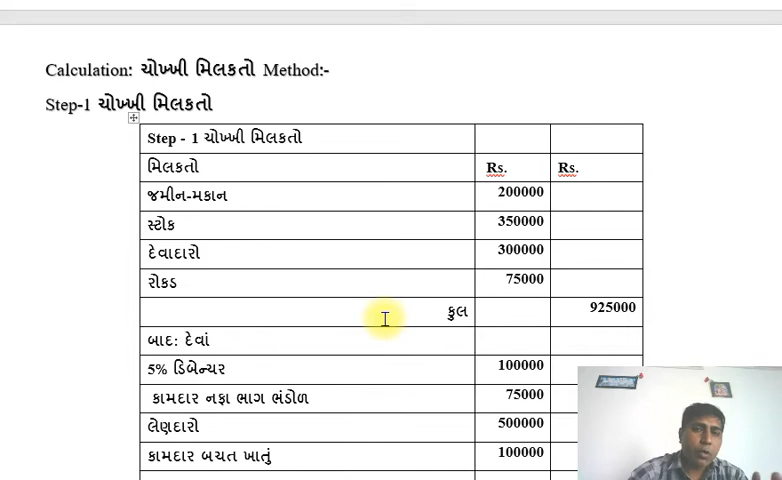 Calculation: ચોખ્ખી મિલકતો Method:-
Step-1 ચોખ્ખી મિલકતો
Step - 1 ચોખ્ખી મિલકતો
મિલકતો Rs. Rs.
જમીન-મકાન 200000
સ્ટોક 350000
દેવાદારો 300000
રોકડ 75000
કુલ 925000
બાદ: દેવાં
5% ડિબેન્ચર 100000
કામદાર નફા ભાગ ભંડોળ 75000
લેણદારો 500000
કામદાર બચત ખાતું 100000